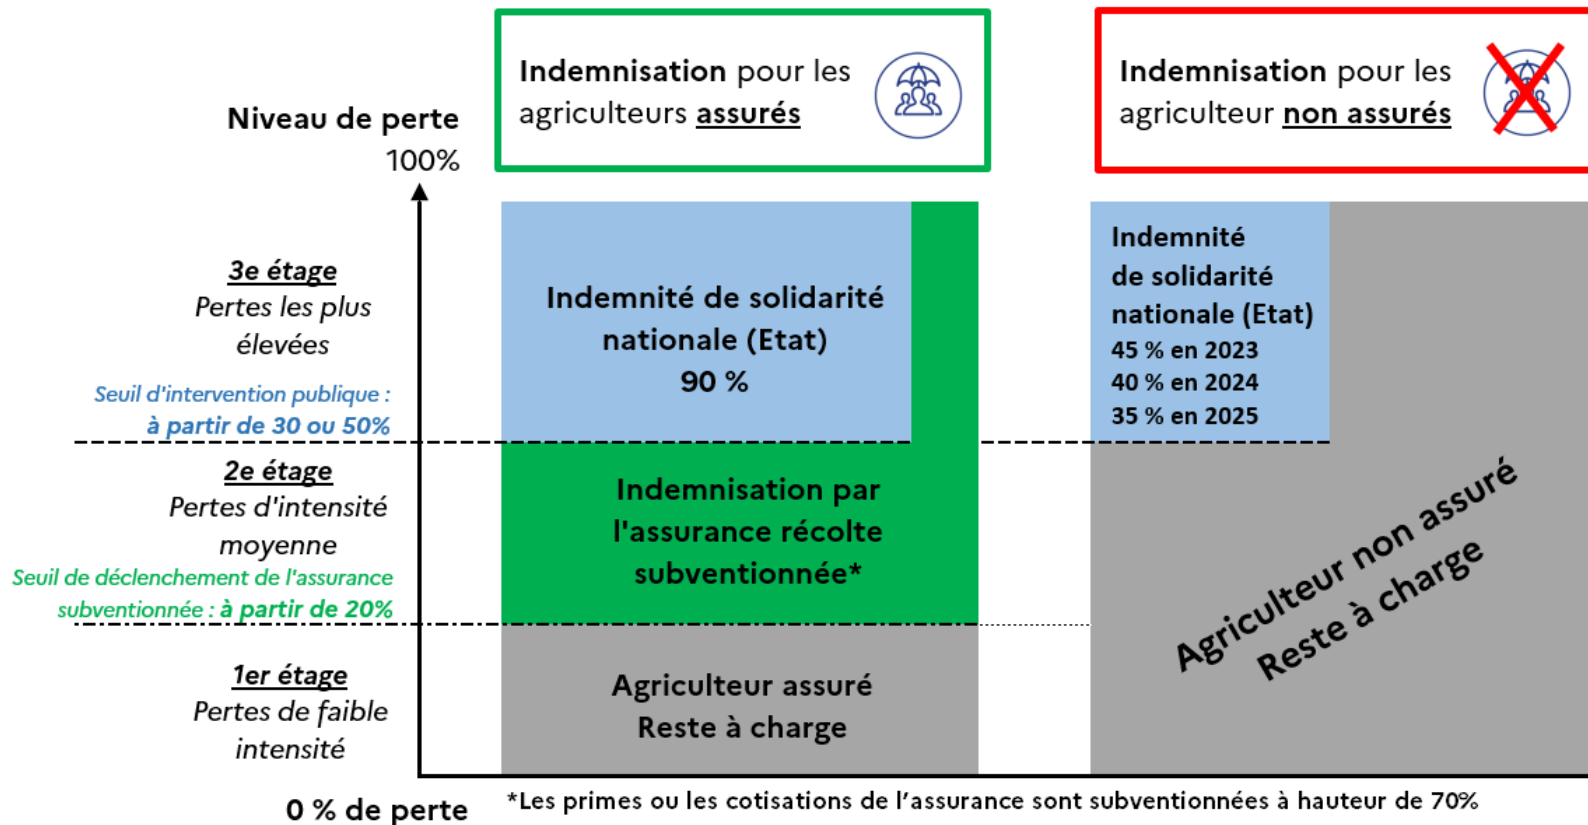 Indemnisation pour les
agriculteurs assurés
Indemnisation pour les
agriculteur non assurés
Niveau de perte
100%
3e étage
Pertes les plus
élevées
Seuil d'intervention publique :
à partir de 30 ou 50%
2e étage
Pertes d'intensité
moyenne
Seuil de déclenchement de l'assurance
subventionnée : à partir de 20%
1er étage
Pertes de faible
intensité
0 % de perte
Indemnité de solidarité
nationale (Etat)
90 %
Indemnisation par
l'assurance récolte
subventionnée*
Agriculteur assuré
Reste à charge
Indemnité
de solidarité
nationale (Etat)
45 % en 2023
40 % en 2024
35 % en 2025
Agriculteur non assuré
Reste à charge
*Les primes ou les cotisations de l’assurance sont subventionnées à hauteur de 70%